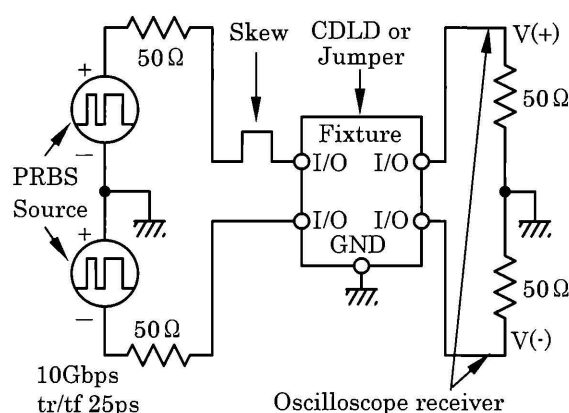 Skew
CDLD or
Jumper
V(+)
50Ω
+
−
PRBS
Source
Fixture
I/O I/O
50Ω
I/O I/O
GND
+
−
50Ω
50Ω
V(-)
10Gbps
tr/tf 25ps
Oscilloscope receiver